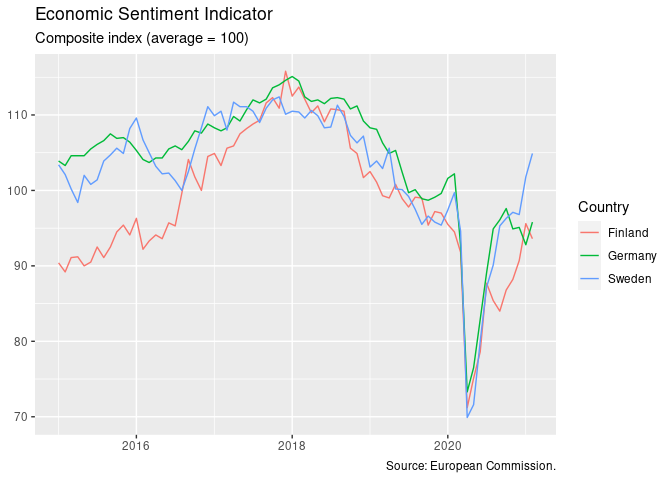 Economic Sentiment Indicator
Composite index (average = 100)
110
100
90
80
70
2016
2018
2020
Country
Finland
Germany
Sweden
Source: European Commission.